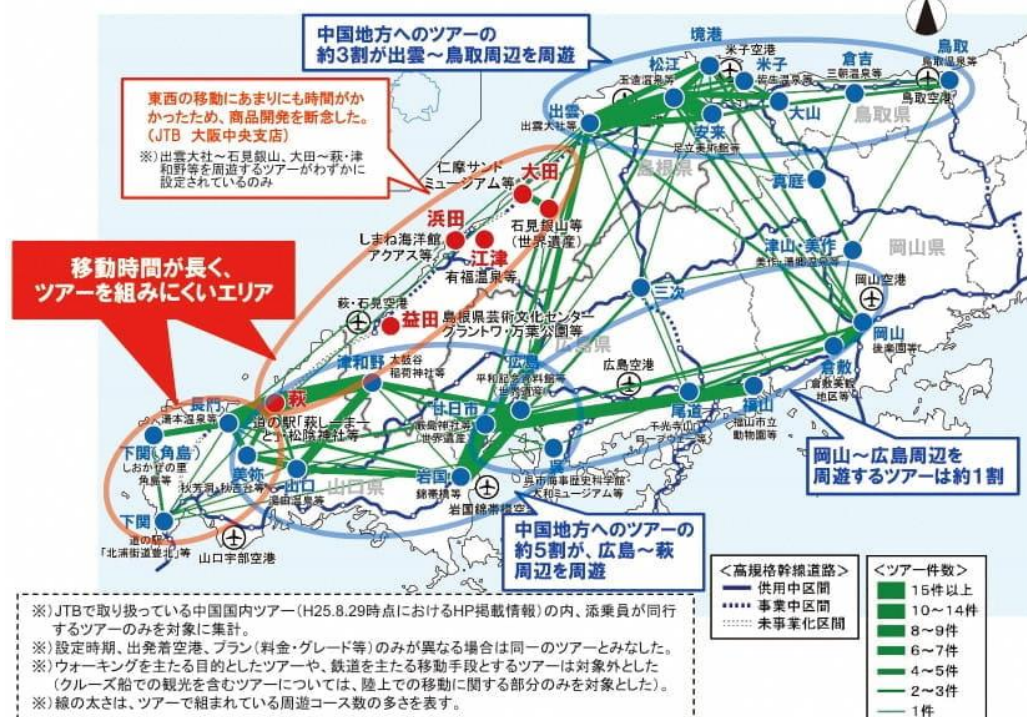 中国地方へのツアーの
約3割が出雲～鳥取周辺を周遊
東西の移動にあまりにも時間がか
かったため、商品開発を断念した。
(JTB 大阪中央支店)
※)出雲大社～石見銀山、大田～萩・津
和野等を周遊するツアーがわずかに
設定されているのみ
移動時間が長く、
ツアーを組みにくいエリア
境港
米子空港
松江
玉造温泉等
米子
皆生温泉等
倉吉
三朝温泉等
鳥取
鳥取温泉等
鳥取空港
出雲
出雲大社等
安来
足立美術館等
大山
鳥取県
島根県
仁摩サンド
ミュージアム等
大田
石見銀山等
(世界遺産)
浜田
しまね海洋館
アクアス等
江津
有福温泉等
真庭
津山・美作
美作・湯郷温泉等
岡山県
岡山空港
岡山
後楽園等
倉敷
倉敷美観
地区等
三次
萩・石見空港
益田
島根県芸術文化センター
グラントワ・万葉公園等
広島県
広島空港
津和野
太鼓谷
稲荷神社等
広島
平和記念資料館等
世界遺産
廿日市
厳島神社等
世界遺産
尾道
千光寺山
ロープウエー等
福山
福山市立
動物園等
呉
呉市海事歴史科学館・
大和ミュージアム等
萩
道の駅「萩しーまー
と」・松陰神社等
長門
湯本温泉等
下関(角島)
しおかぜの里
角島等
美祢
秋芳洞・秋吉台等
山口
湯田温泉等
山口県
岩国
錦帯橋等
岩国錦帯橋空港
下関
道の駅
「北浦街道豊北」等
山口宇部空港
岡山～広島周辺を
周遊するツアーは約1割
中国地方へのツアーの
約5割が、広島～萩
周辺を周遊
※)JTBで取り扱っている中国国内ツアー(H25.8.29時点におけるHP掲載情報)の内、添乗員が同行
するツアーのみを対象に集計。
※)設定時期、出発着空港、プラン(料金・グレード等)のみが異なる場合は同一のツアーとみなした。
※)ウォーキングを主たる目的としたツアーや、鉄道を主たる移動手段とするツアーは対象外とした
(クルーズ船での観光を含むツアーについては、陸上での移動に関する部分のみを対象とした)。
※)線の太さは、ツアーで組まれている周遊コース数の多さを表す。
<高規格幹線道路>
供用中区間
事業中区間
未事業化区間
<ツアー件数>
15件以上
10～14件
8～9件
6～7件
4～5件
2～3件
1件